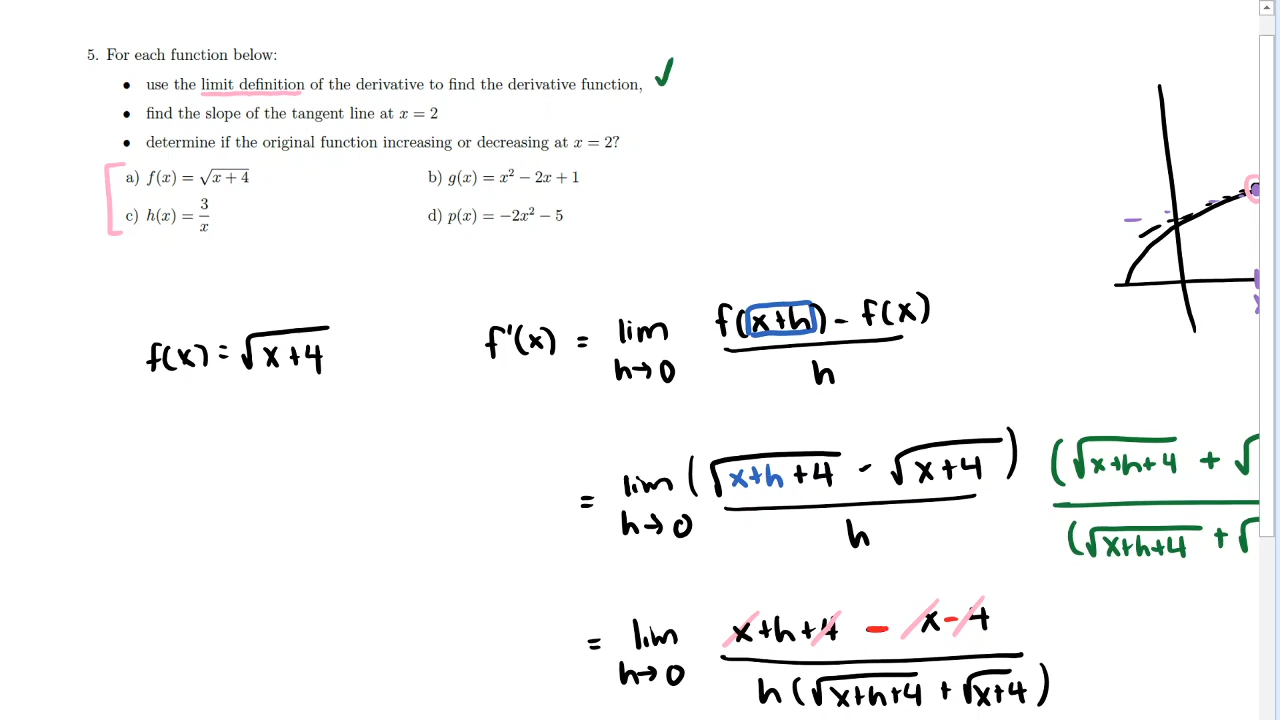 5. For each function below:
• use the limit definition of the derivative to find the derivative function, ✓
• find the slope of the tangent line at x = 2
• determine if the original function increasing or decreasing at x = 2?
a) f(x) = √(x + 4) b) g(x) = x² − 2x + 1
c) h(x) = 3/x d) p(x) = −2x² − 5
f(x) = √(x+4) f'(x) = lim h→0 (f(x+h) - f(x))/h
= lim h→0 (√(x+h+4) - √(x+4))/h (√(x+h+4) + √ / (√(x+h+4) + √
= lim h→0 (x+h+4 - x-4)/(h(√(x+h+4) + √(x+4)))